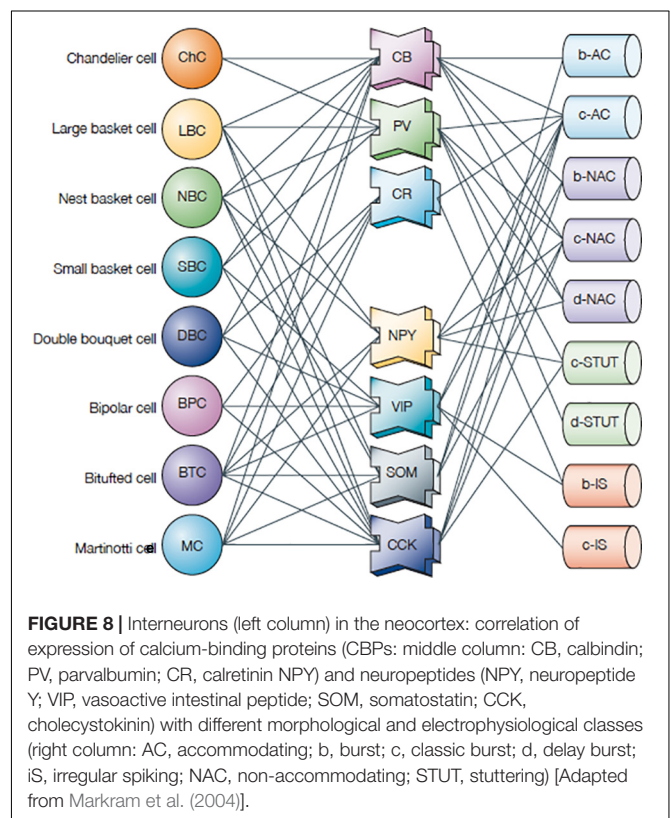 Chandelier cell ChC CB b-AC
Large basket cell LBC PV c-AC
Nest basket cell NBC CR b-NAC
Small basket cell SBC c-NAC
d-NAC
Double bouquet cell DBC NPY c-STUT
Bipolar cell BPC VIP d-STUT
Bitufted cell BTC SOM b-IS
Martinotti cell MC CCK c-IS
FIGURE 8 | Interneurons (left column) in the neocortex: correlation of
expression of calcium-binding proteins (CBPs: middle column: CB, calbindin;
PV, parvalbumin; CR, calretinin NPY) and neuropeptides (NPY, neuropeptide
Y; VIP, vasoactive intestinal peptide; SOM, somatostatin; CCK,
cholecystokinin) with different morphological and electrophysiological classes
(right column: AC, accommodating; b, burst; c, classic burst; d, delay burst;
iS, irregular spiking; NAC, non-accommodating; STUT, stuttering) [Adapted
from Markram et al. (2004)].